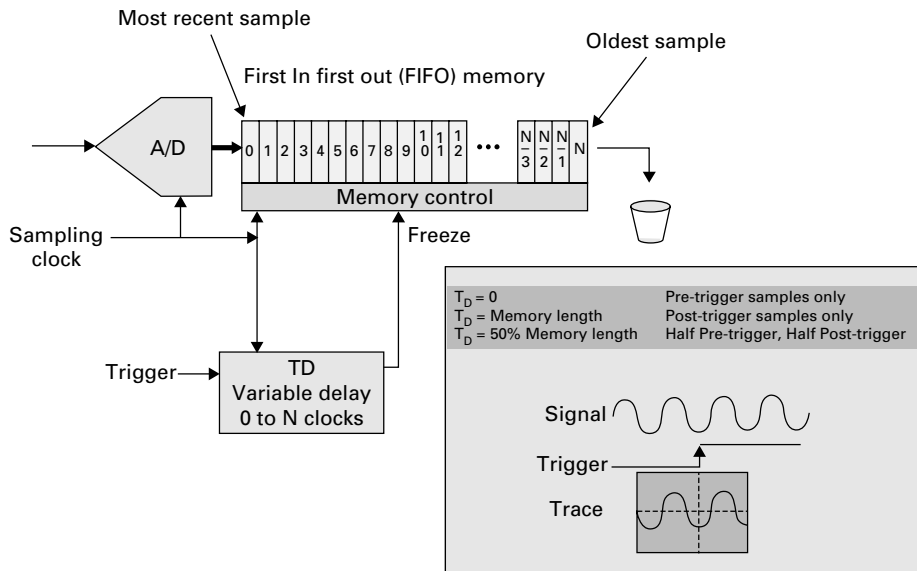 Most recent sample
Oldest sample
First In first out (FIFO) memory
A/D
0 1 2 3 4 5 6 7 8 9 10 11 12 ••• N-3 N-2 N-1 N
Memory control
Sampling
clock
Freeze
Trigger
TD
Variable delay
0 to N clocks
T_D = 0 Pre-trigger samples only
T_D = Memory length Post-trigger samples only
T_D = 50% Memory length Half Pre-trigger, Half Post-trigger
Signal
Trigger
Trace